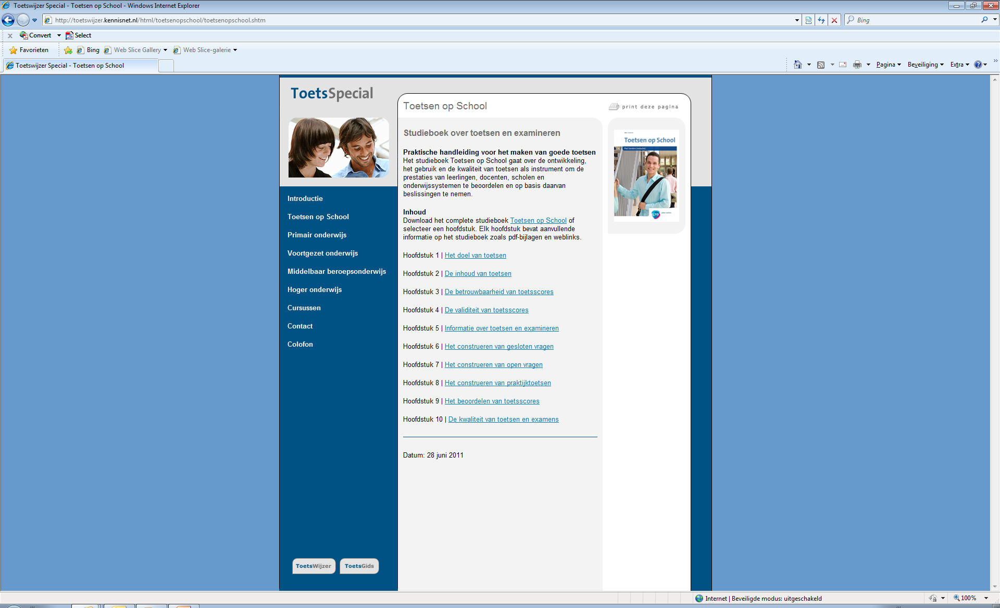 Toetswijzer Special - Toetsen op School - Windows Internet Explorer
http://toetswijzer.kennisnet.nl/html/toetsenopschool/toetsenopschool.shtm
Bing
x Convert Select
Favorieten Bing Web Slice Gallery Web Slice-galerie
Toetswijzer Special - Toetsen op School
Pagina Beveiliging Extra
ToetsSpecial
Toetsen op School
print deze pagina
Introductie
Toetsen op School
Primair onderwijs
Voortgezet onderwijs
Middelbaar beroepsonderwijs
Hoger onderwijs
Cursussen
Contact
Colofon
ToetsWijzer ToetsGids
Studieboek over toetsen en examineren
Praktische handleiding voor het maken van goede toetsen
Het studieboek Toetsen op School gaat over de ontwikkeling,
het gebruik en de kwaliteit van toetsen als instrument om de
prestaties van leerlingen, docenten, scholen en
onderwijssystemen te beoordelen en op basis daarvan
beslissingen te nemen.
Inhoud
Download het complete studieboek Toetsen op School of
selecteer een hoofdstuk. Elk hoofdstuk bevat aanvullende
informatie op het studieboek zoals pdf-bijlagen en weblinks.
Hoofdstuk 1 | Het doel van toetsen
Hoofdstuk 2 | De inhoud van toetsen
Hoofdstuk 3 | De betrouwbaarheid van toetsscores
Hoofdstuk 4 | De validiteit van toetsscores
Hoofdstuk 5 | Informatie over toetsen en examineren
Hoofdstuk 6 | Het construeren van gesloten vragen
Hoofdstuk 7 | Het construeren van open vragen
Hoofdstuk 8 | Het construeren van praktijktoetsen
Hoofdstuk 9 | Het beoordelen van toetsscores
Hoofdstuk 10 | De kwaliteit van toetsen en examens
Datum: 28 juni 2011
Toetsen op School
Piet Sanders (redactie)
Internet | Beveiligde modus: uitgeschakeld
100%